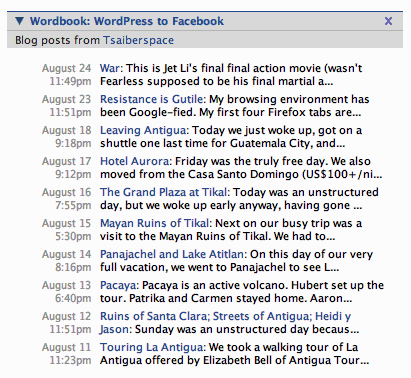 ▼ Wordbook: WordPress to Facebook X
Blog posts from Tsaiberspace
August 24 War: This is Jet Li's final final action movie (wasn't
11:49pm Fearless supposed to be his final martial a...
August 23 Resistance is Gutile: My browsing environment has
11:51pm been Google-fied. My first four Firefox tabs are...
August 18 Leaving Antigua: Today we just woke up, got on a
9:18pm shuttle one last time for Guatemala City, and...
August 17 Hotel Aurora: Friday was the truly free day. We also
9:12pm moved from the Casa Santo Domingo (US$100+/ni...
August 16 The Grand Plaza at Tikal: Today was an unstructured
7:55pm day, but we woke up early anyway, having gone ...
August 15 Mayan Ruins of Tikal: Next on our busy trip was a
5:30pm visit to the Mayan Ruins of Tikal. We had to...
August 14 Panajachel and Lake Atitlan: On this day of our very
8:16pm full vacation, we went to Panajachel to see L...
August 13 Pacaya: Pacaya is an active volcano. Hubert set up the
6:40pm tour. Patrika and Carmen stayed home. Aaron...
August 12 Ruins of Santa Clara; Streets of Antigua; Heidi y
11:51pm Jason: Sunday was an unstructured day becaus...
August 11 Touring La Antigua: We took a walking tour of La
11:23pm Antigua offered by Elizabeth Bell of Antigua Tour...